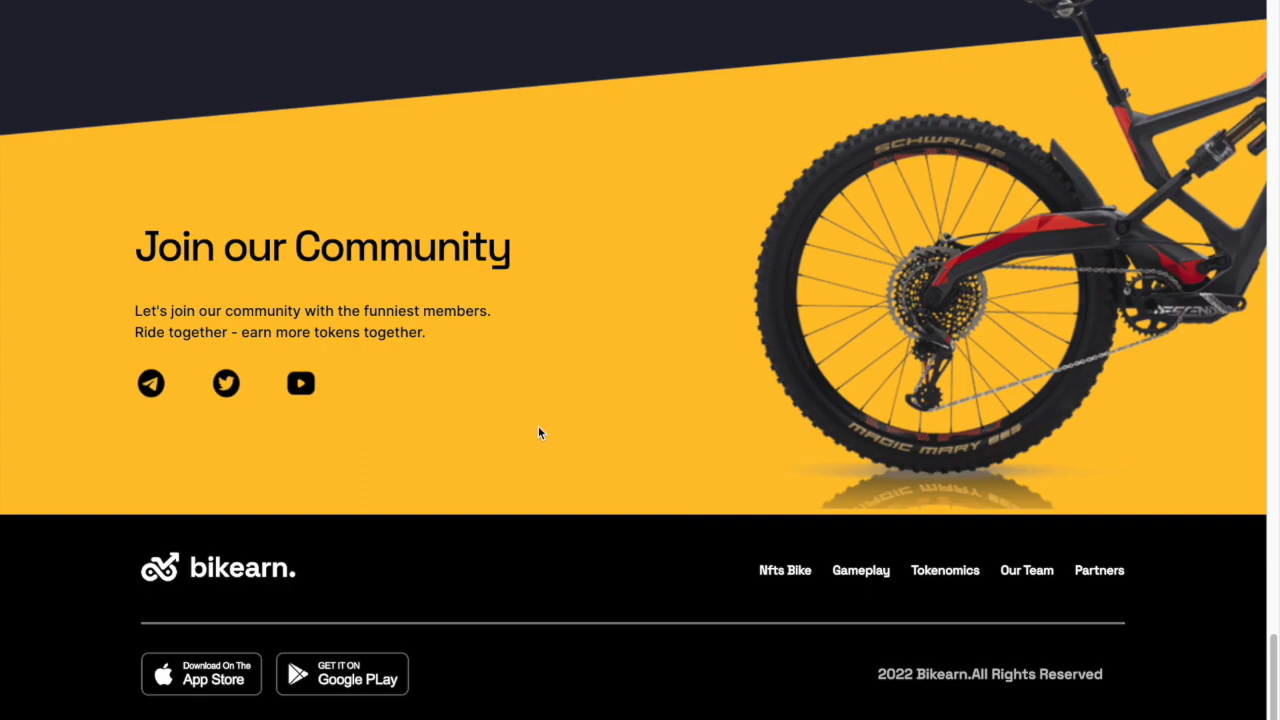 SCHWALBE
Join our Community
Let's join our community with the funniest members.
Ride together - earn more tokens together.
MAGIC MARY
bikearn.
Nfts Bike Gameplay Tokenomics Our Team Partners
Download On The
App Store
GET IT ON
Google PLay
2022 Bikearn.All Rights Reserved